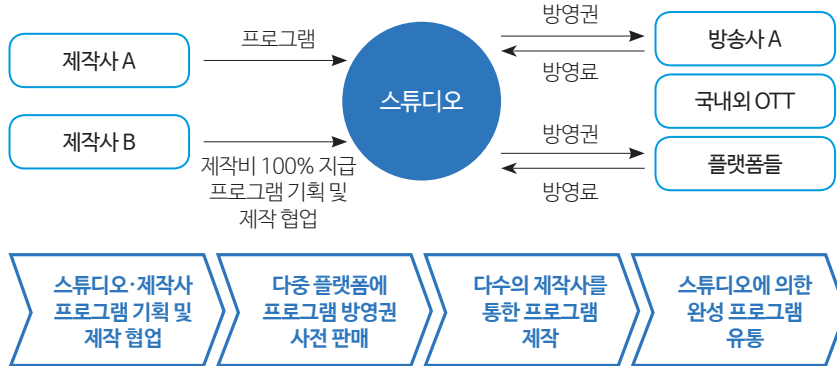 제작사 A
프로그램
제작사 B
제작비 100% 지급
프로그램 기획 및
제작 협업
스튜디오
방영권
방영료
방영권
방영료
방송사 A
국내외 OTT
플랫폼들
스튜디오·제작사
프로그램 기획 및
제작 협업
다중 플랫폼에
프로그램 방영권
사전 판매
다수의 제작사를
통한 프로그램
제작
스튜디오에 의한
완성 프로그램
유통